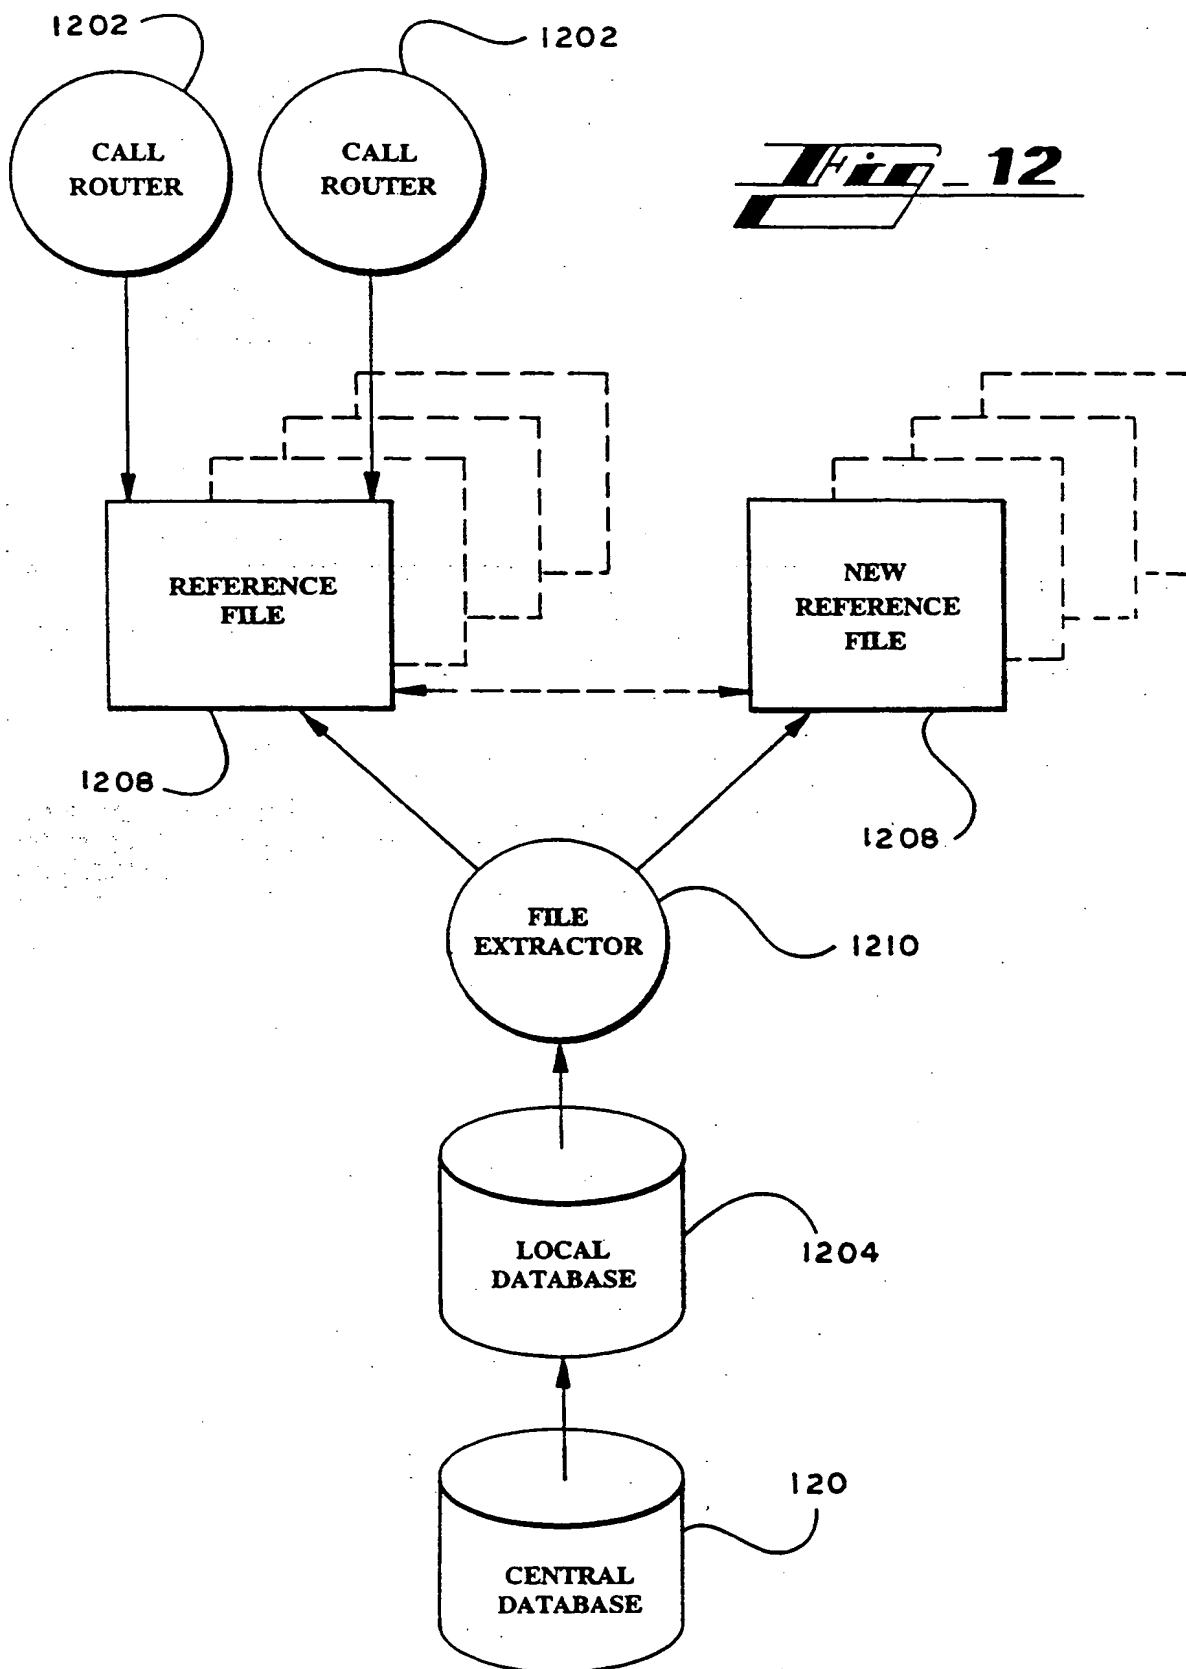 1202
1202
CALL
ROUTER
CALL
ROUTER
Fig_12
REFERENCE
FILE
NEW
REFERENCE
FILE
1208
1208
FILE
EXTRACTOR
1210
LOCAL
DATABASE
1204
CENTRAL
DATABASE
120